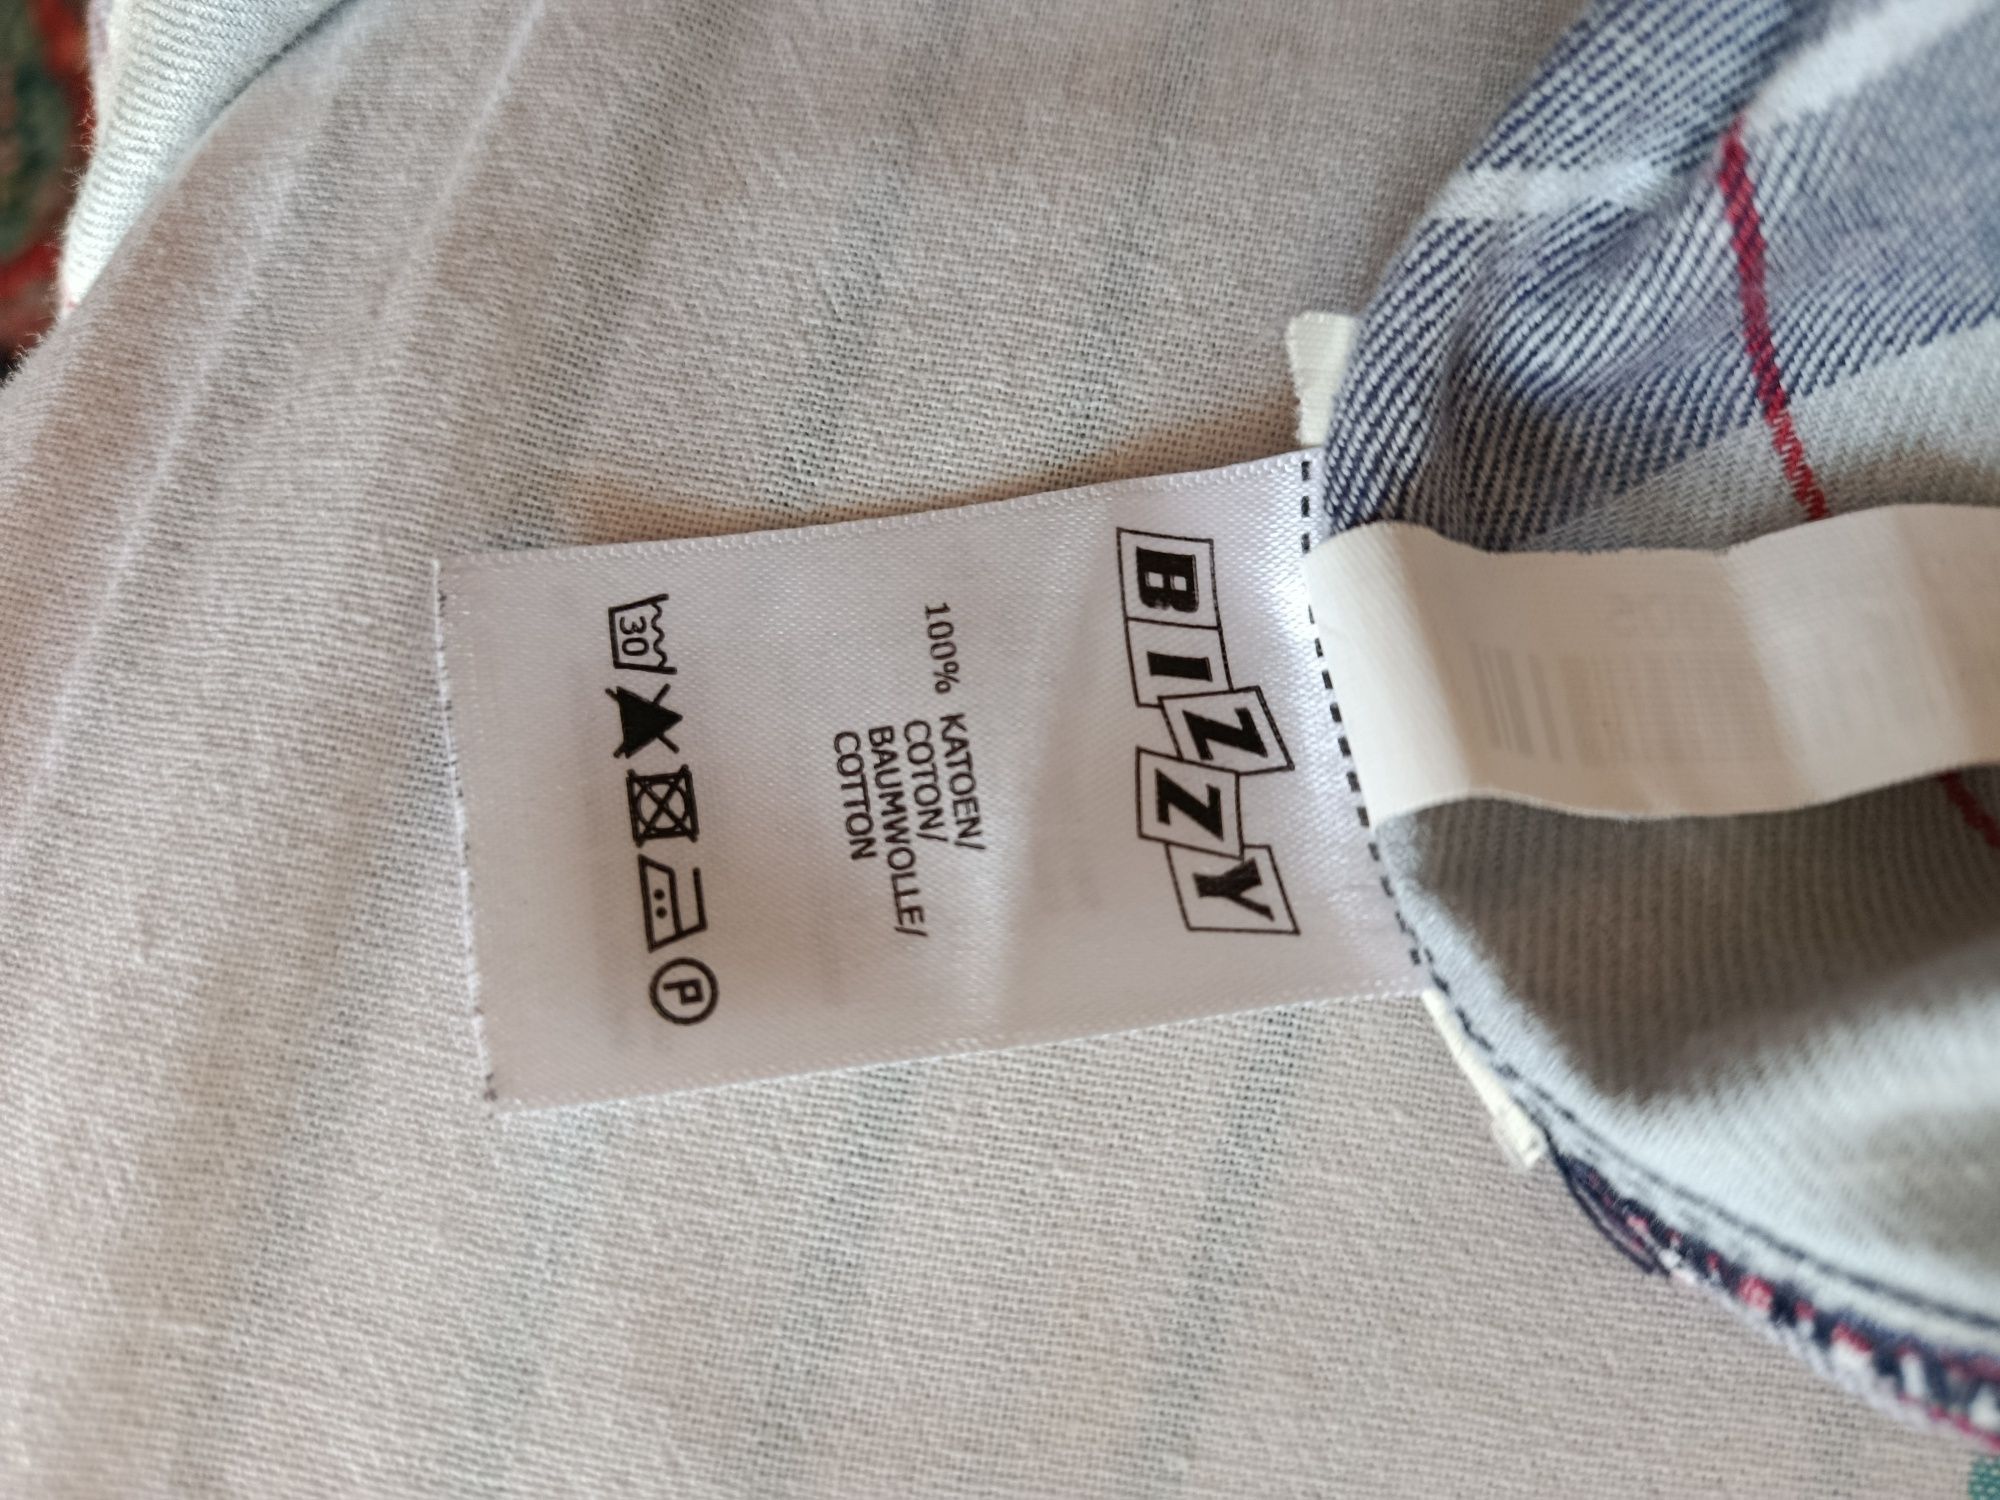 BIZZY
100% KATOEN/
COTON/
BAUMWOLLE/
COTTON
30 P